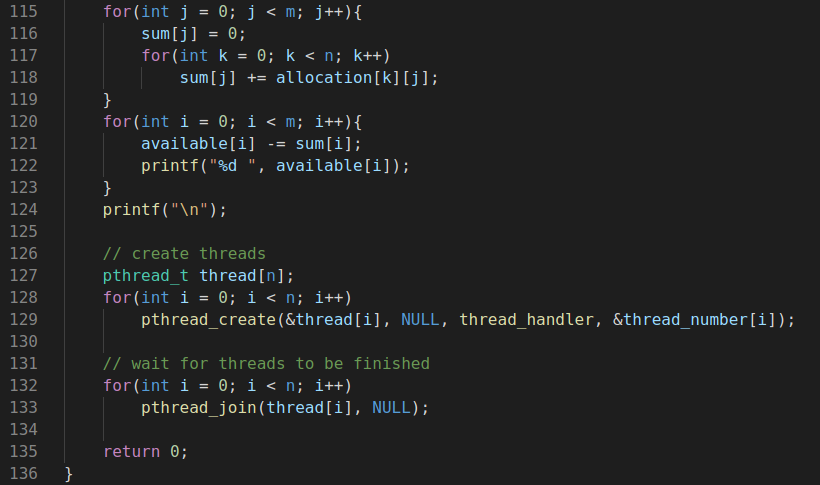 115 for(int j = 0; j < m; j++){
116 sum[j] = 0;
117 for(int k = 0; k < n; k++)
118 sum[j] += allocation[k][j];
119 }
120 for(int i = 0; i < m; i++){
121 available[i] -= sum[i];
122 printf("%d ", available[i]);
123 }
124 printf("\n");
125
126 // create threads
127 pthread_t thread[n];
128 for(int i = 0; i < n; i++)
129 pthread_create(&thread[i], NULL, thread_handler, &thread_number[i]);
130
131 // wait for threads to be finished
132 for(int i = 0; i < n; i++)
133 pthread_join(thread[i], NULL);
134
135 return 0;
136 }